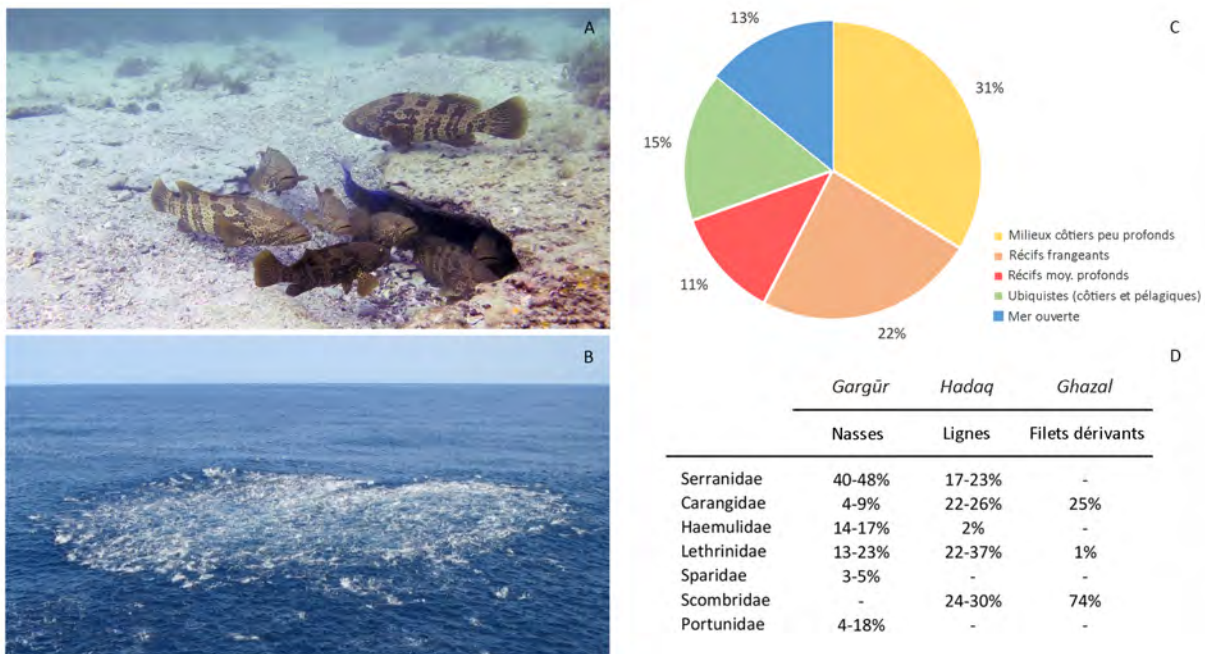 A
B
C
13%
31%
15%
11%
22%
Milieux côtiers peu profonds
Récifs frangeants
Récifs moy. profonds
Ubiquistes (côtiers et pélagiques)
Mer ouverte
D
Gargūr Hadaq Ghazal
Nasses Lignes Filets dérivants
Serranidae 40-48% 17-23% -
Carangidae 4-9% 22-26% 25%
Haemulidae 14-17% 2% -
Lethrinidae 13-23% 22-37% 1%
Sparidae 3-5% - -
Scombridae - 24-30% 74%
Portunidae 4-18% - -